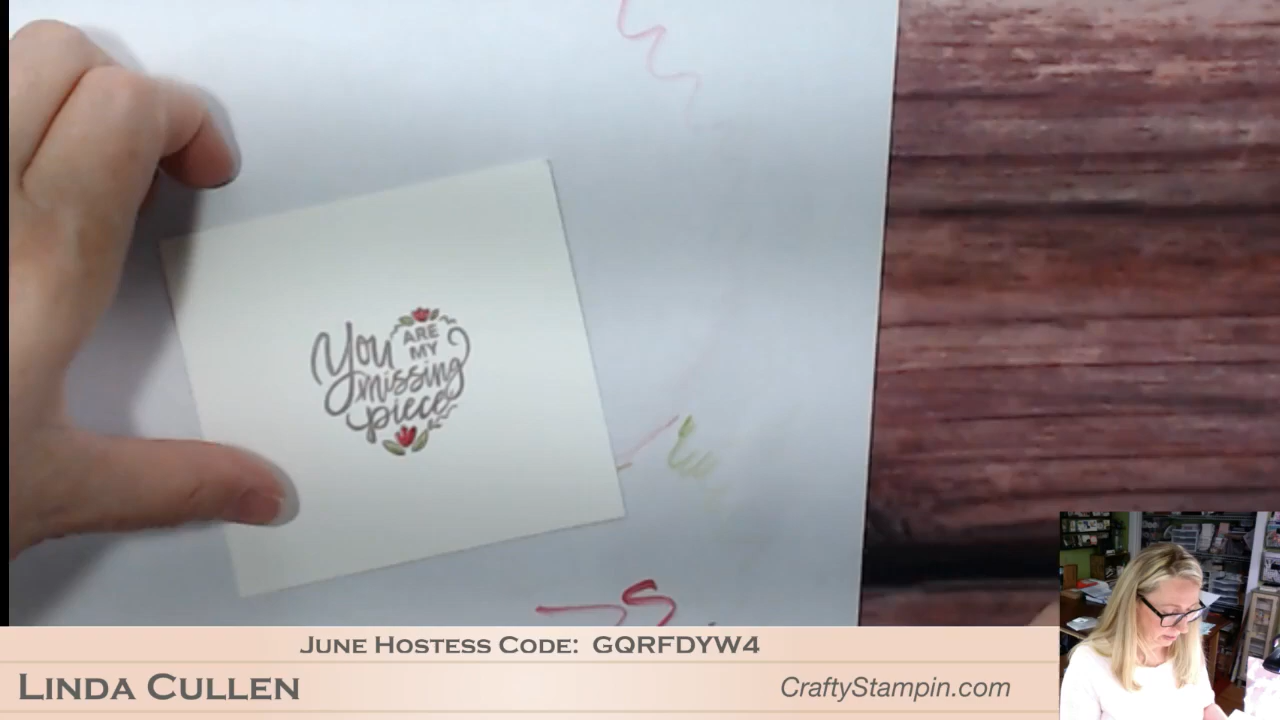 You ARE
MY
missing
piece
June Hostess Code: GQRFDYW4
Linda Cullen
CraftyStampin.com